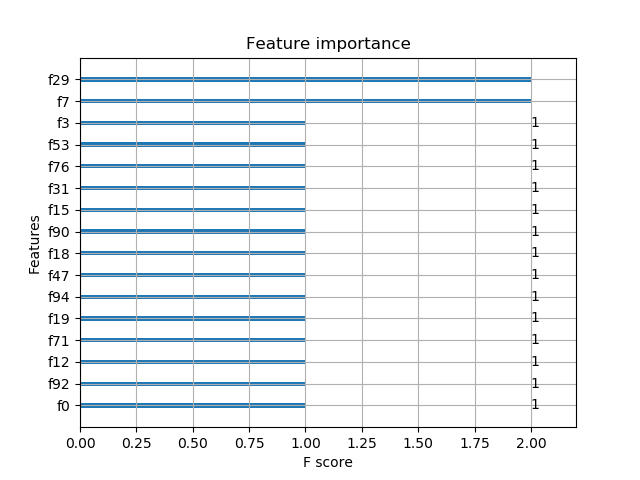 Feature importance
f29
f7
f3 1
f53 1
f76 1
f31 1
f15 1
f90 1
f18 1
f47 1
f94 1
f19 1
f71 1
f12 1
f92 1
f0 1
Features
0.00 0.25 0.50 0.75 1.00 1.25 1.50 1.75 2.00
F score